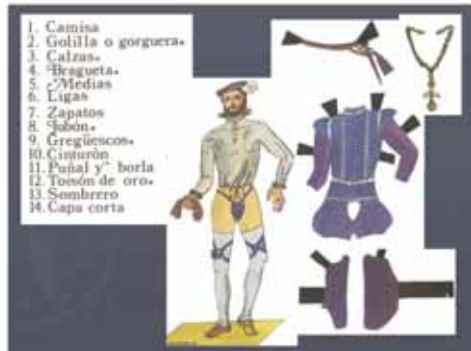 1. Camisa
2. Golilla o gorguera.
3. Calzas.
4. Bragueta.
5. Medias
6. Ligas
7. Zapatos
8. Jubón.
9. Gregüescos.
10. Cinturón
11. Puñal y borla
12. Toisón de oro.
13. Sombrero
14. Capa corta